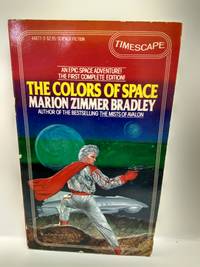 TIMESCAPE
AN EPIC SPACE ADVENTURE!
THE FIRST COMPLETE EDITION!
THE COLORS OF SPACE
MARION ZIMMER BRADLEY
AUTHOR OF THE BESTSELLING THE MISTS OF AVALON